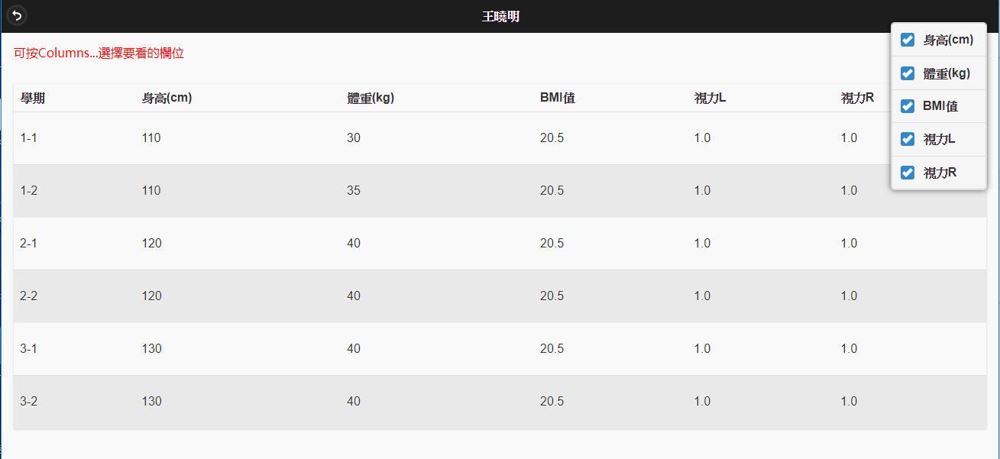 王曉明
可按Columns...選擇要看的欄位
身高(cm)
體重(kg)
BMI值
視力L
視力R
學期 身高(cm) 體重(kg) BMI值 視力L 視力R
1-1 110 30 20.5 1.0 1.0
1-2 110 35 20.5 1.0 1.0
2-1 120 40 20.5 1.0 1.0
2-2 120 40 20.5 1.0 1.0
3-1 130 40 20.5 1.0 1.0
3-2 130 40 20.5 1.0 1.0